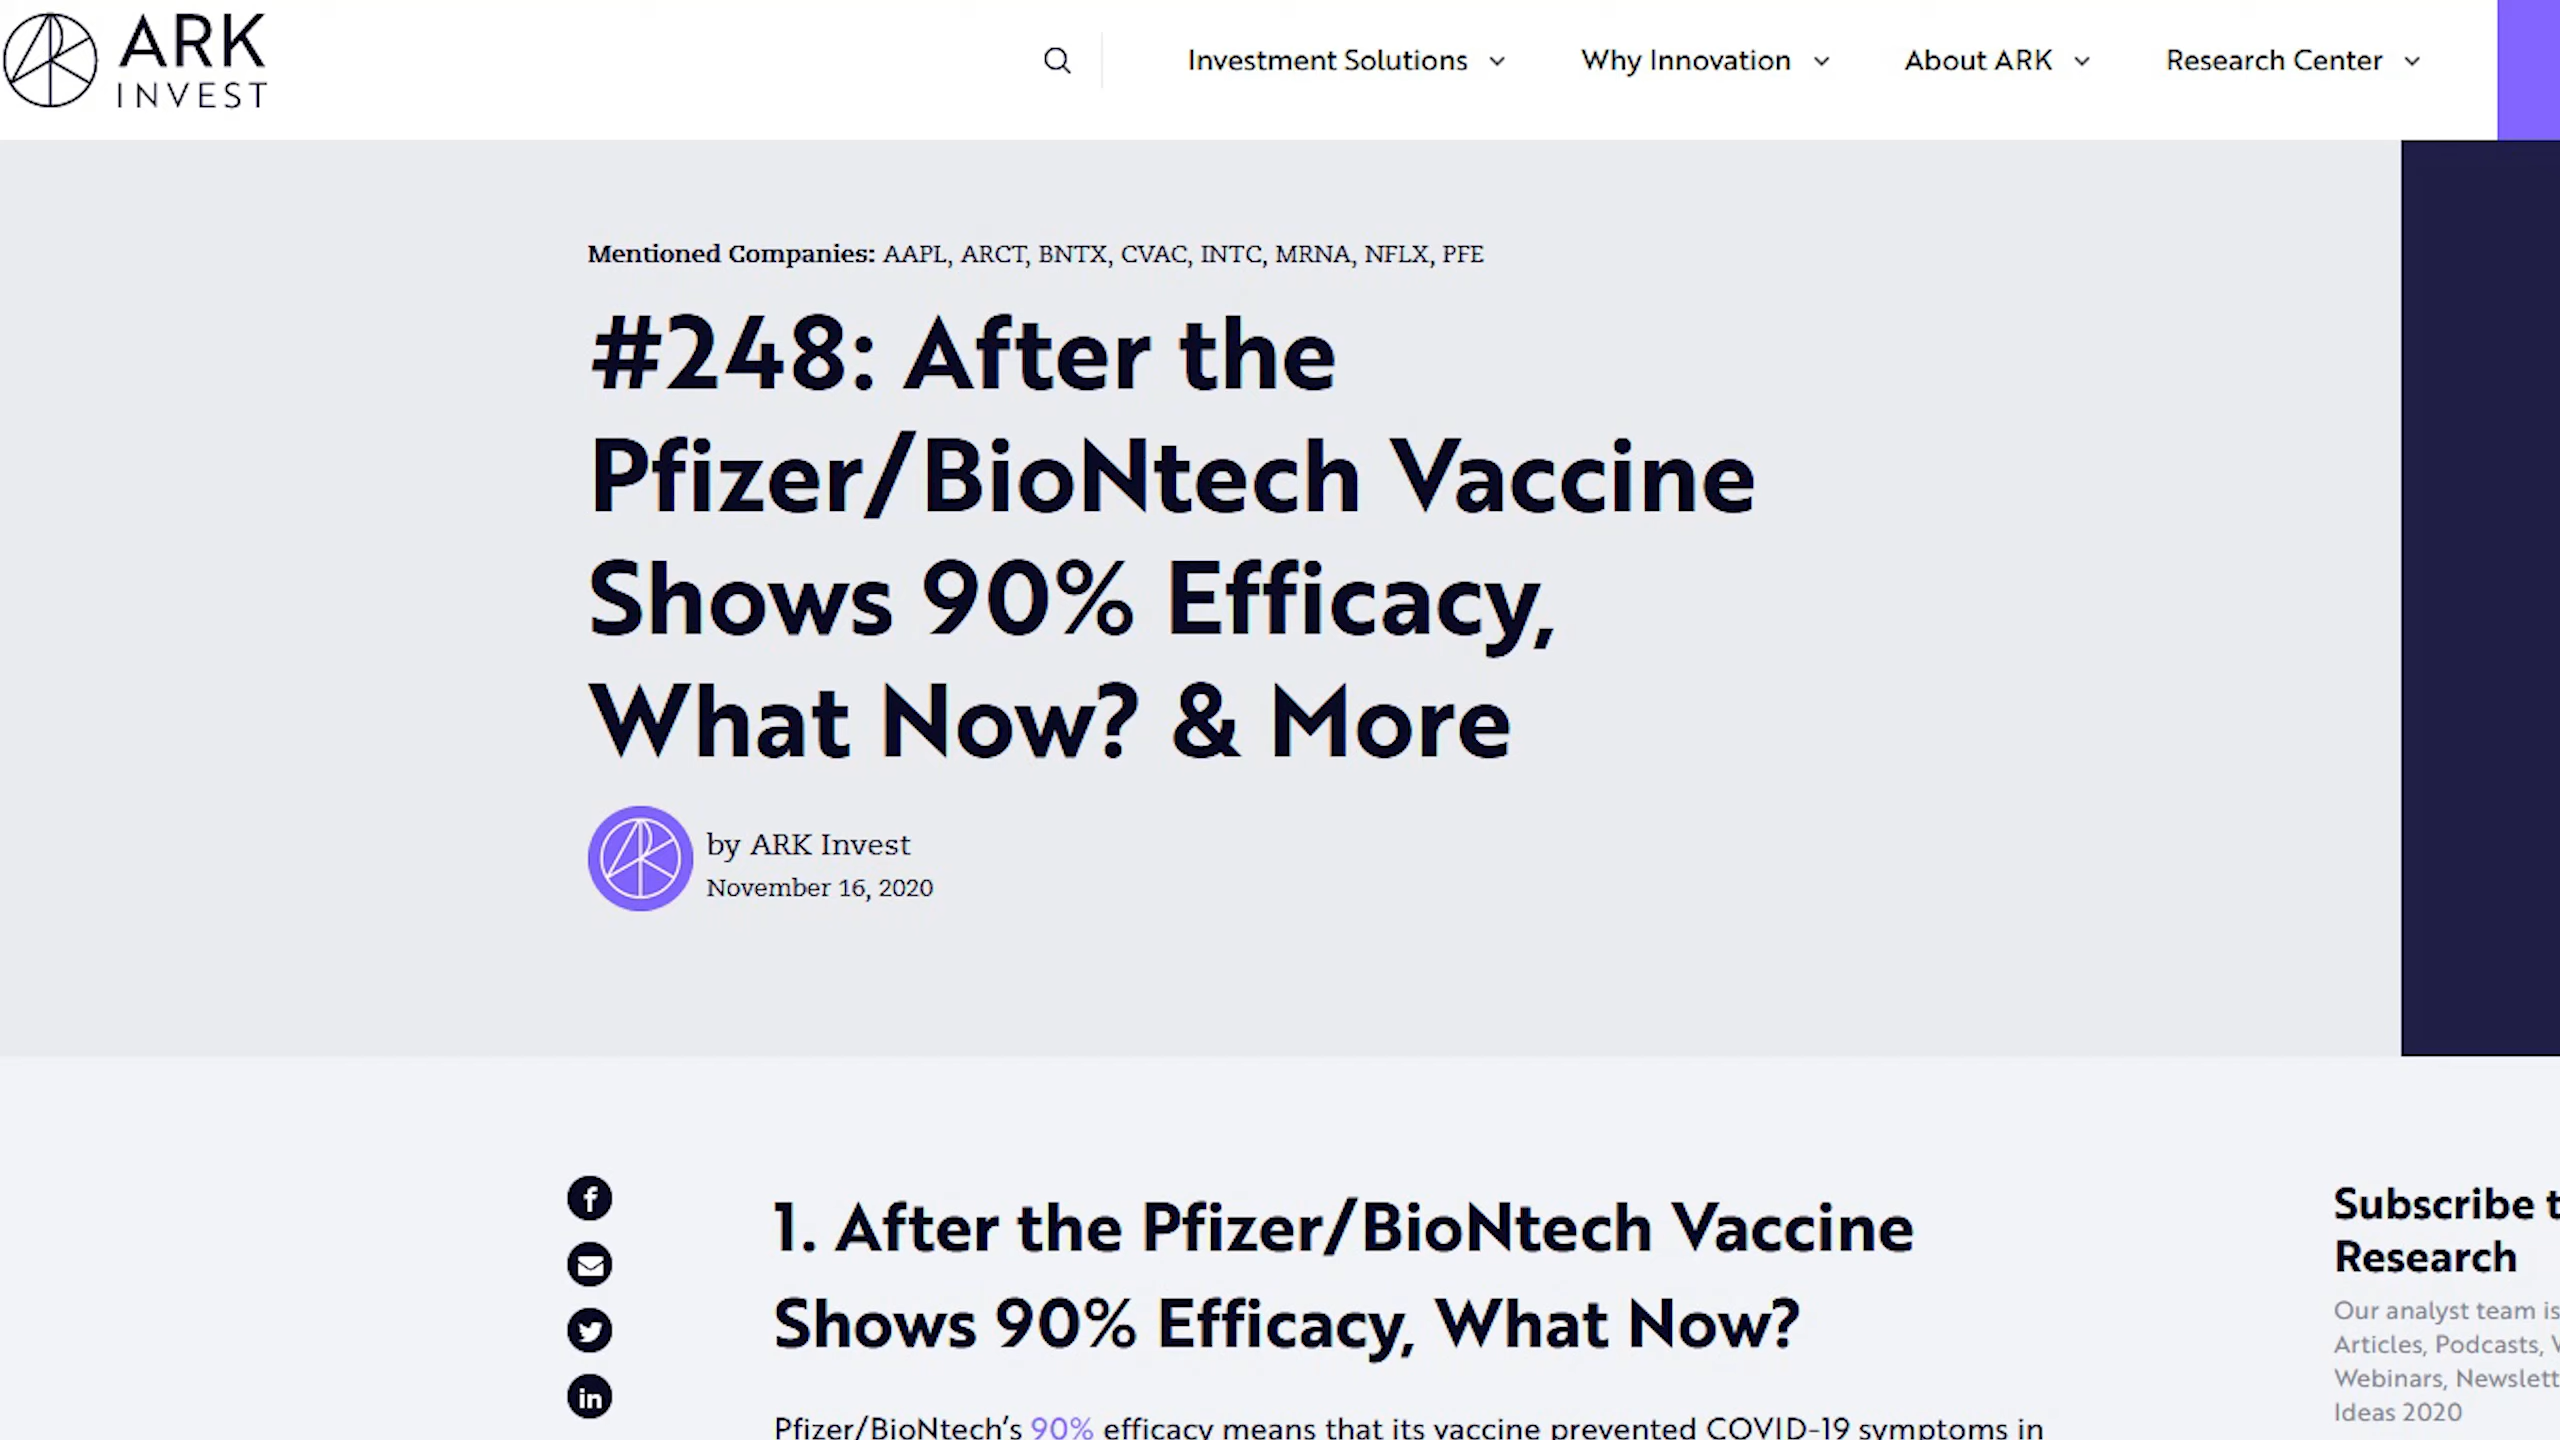 ARK
INVEST
Investment Solutions
Why Innovation
About ARK
Research Center
Mentioned Companies: AAPL, ARCT, BNTX, CVAC, INTC, MRNA, NFLX, PFE
#248: After the
Pfizer/BioNtech Vaccine
Shows 90% Efficacy,
What Now? & More
by ARK Invest
November 16, 2020
1. After the Pfizer/BioNtech Vaccine
Shows 90% Efficacy, What Now?
Pfizer/BioNtech's 90% efficacy means that its vaccine prevented COVID-19 symptoms in
Subscribe t
Research
Our analyst team is
Articles, Podcasts,
Webinars, Newslett
Ideas 2020